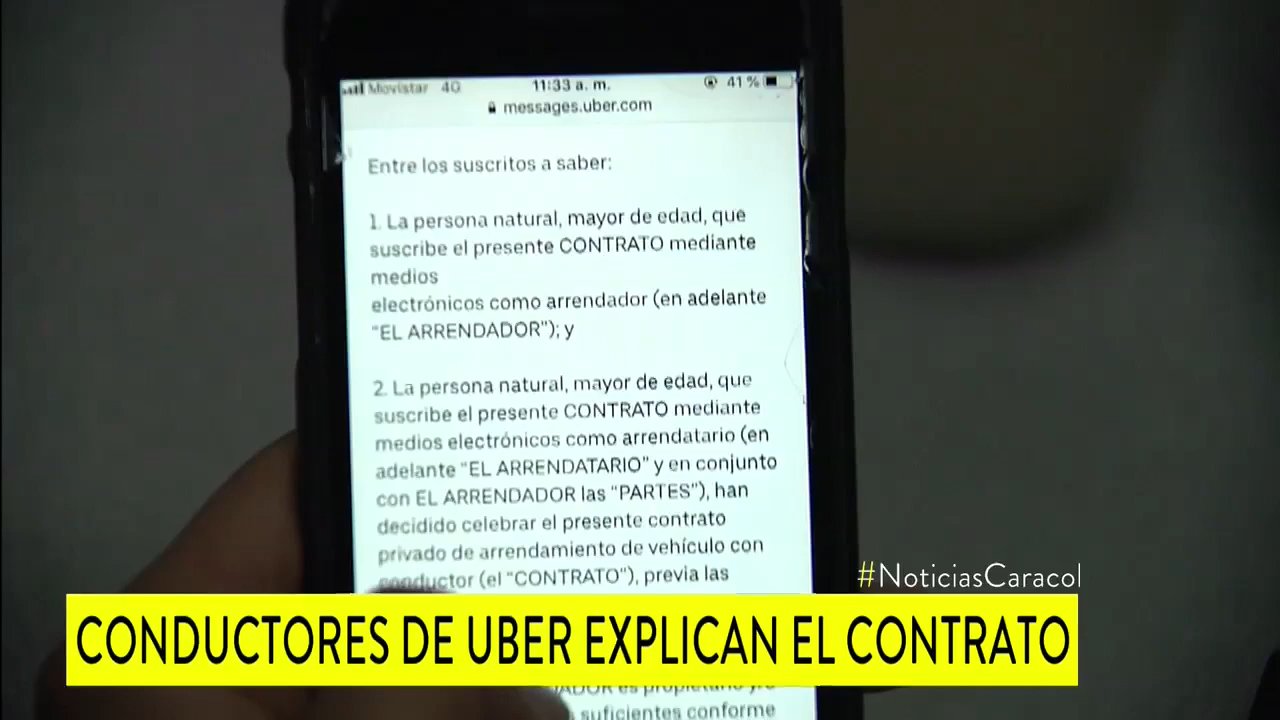 Movistar 4G 11:33 a. m. 41 %
messages.uber.com
Entre los suscritos a saber:
1. La persona natural, mayor de edad, que
suscribe el presente CONTRATO mediante
medios
electrónicos como arrendador (en adelante
“EL ARRENDADOR”); y
2. La persona natural, mayor de edad, que
suscribe el presente CONTRATO mediante
medios electrónicos como arrendatario (en
adelante “EL ARRENDATARIO” y en conjunto
con EL ARRENDADOR las “PARTES”), han
decidido celebrar el presente contrato
privado de arrendamiento de vehículo con
conductor (el “CONTRATO”), previa las
#NoticiasCaracol
CONDUCTORES DE UBER EXPLICAN EL CONTRATO
es propietario
suficientes conforme